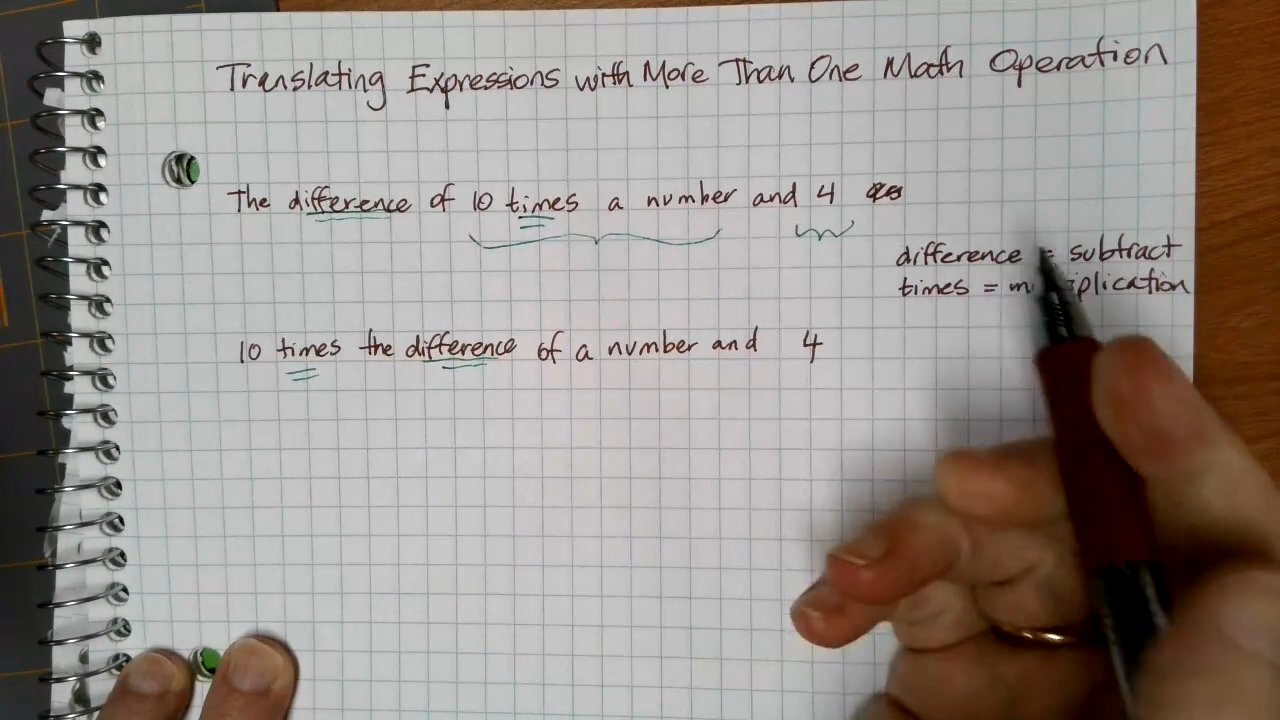 Translating Expressions with More Than One Math Operation
The difference of 10 times a number and 4
difference = subtract
times = multiplication
10 times the difference of a number and 4